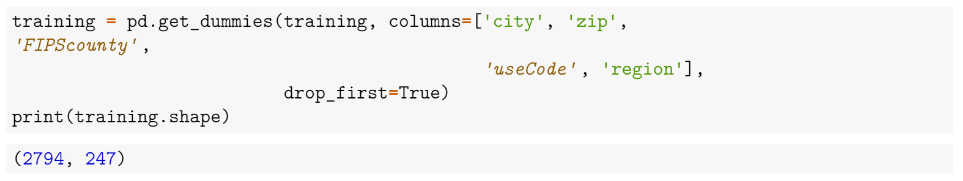 training = pd.get_dummies(training, columns=['city', 'zip',
'FIPScounty',
'useCode', 'region'],
drop_first=True)
print(training.shape)
(2794, 247)